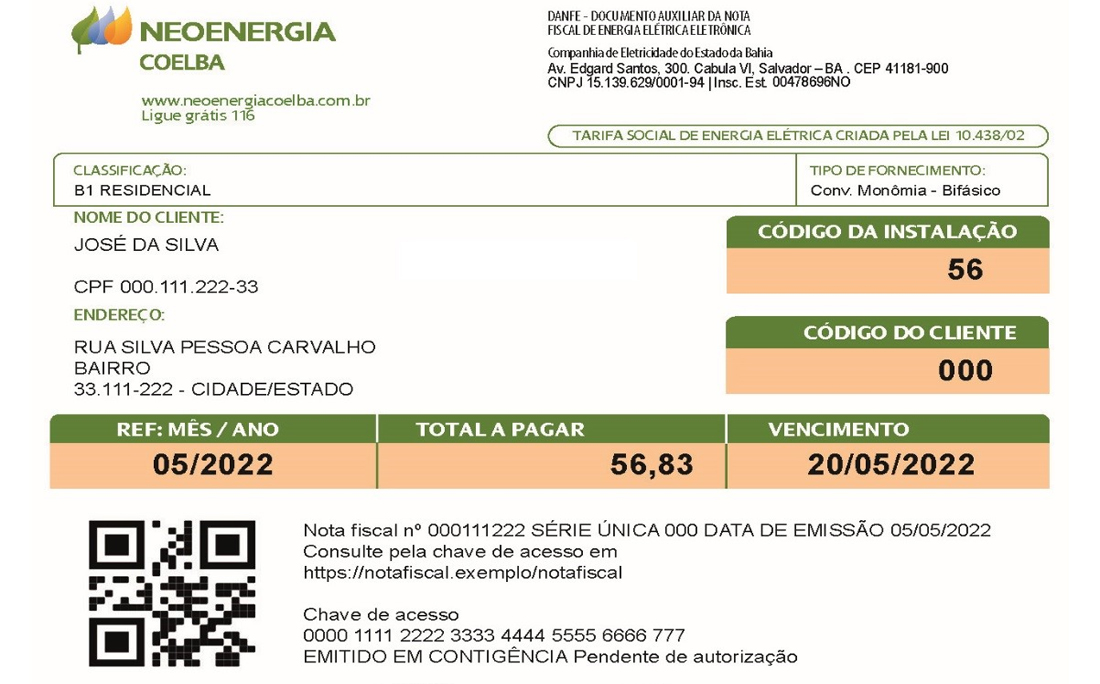 NEOENERGIA
COELBA
www.neoenergiacoelba.com.br
Ligue grátis 116
DANFE - DOCUMENTO AUXILIAR DA NOTA
FISCAL DE ENERGIA ELÉTRICA ELETRÔNICA
Companhia de Eletricidade do Estado da Bahia
Av. Edgard Santos, 300. Cabula VI, Salvador – BA . CEP 41181-900
CNPJ 15.139.629/0001-94 | Insc. Est. 00478696NO
TARIFA SOCIAL DE ENERGIA ELÉTRICA CRIADA PELA LEI 10.438/02
CLASSIFICAÇÃO:
B1 RESIDENCIAL
TIPO DE FORNECIMENTO:
Conv. Monômia - Bifásico
NOME DO CLIENTE:
JOSÉ DA SILVA
CPF 000.111.222-33
ENDEREÇO:
RUA SILVA PESSOA CARVALHO
BAIRRO
33.111-222 - CIDADE/ESTADO
CÓDIGO DA INSTALAÇÃO
56
CÓDIGO DO CLIENTE
000
REF: MÊS / ANO
05/2022
TOTAL A PAGAR
56,83
VENCIMENTO
20/05/2022
Nota fiscal nº 000111222 SÉRIE ÚNICA 000 DATA DE EMISSÃO 05/05/2022
Consulte pela chave de acesso em
https://notafiscal.exemplo/notafiscal
Chave de acesso
0000 1111 2222 3333 4444 5555 6666 777
EMITIDO EM CONTIGÊNCIA Pendente de autorização